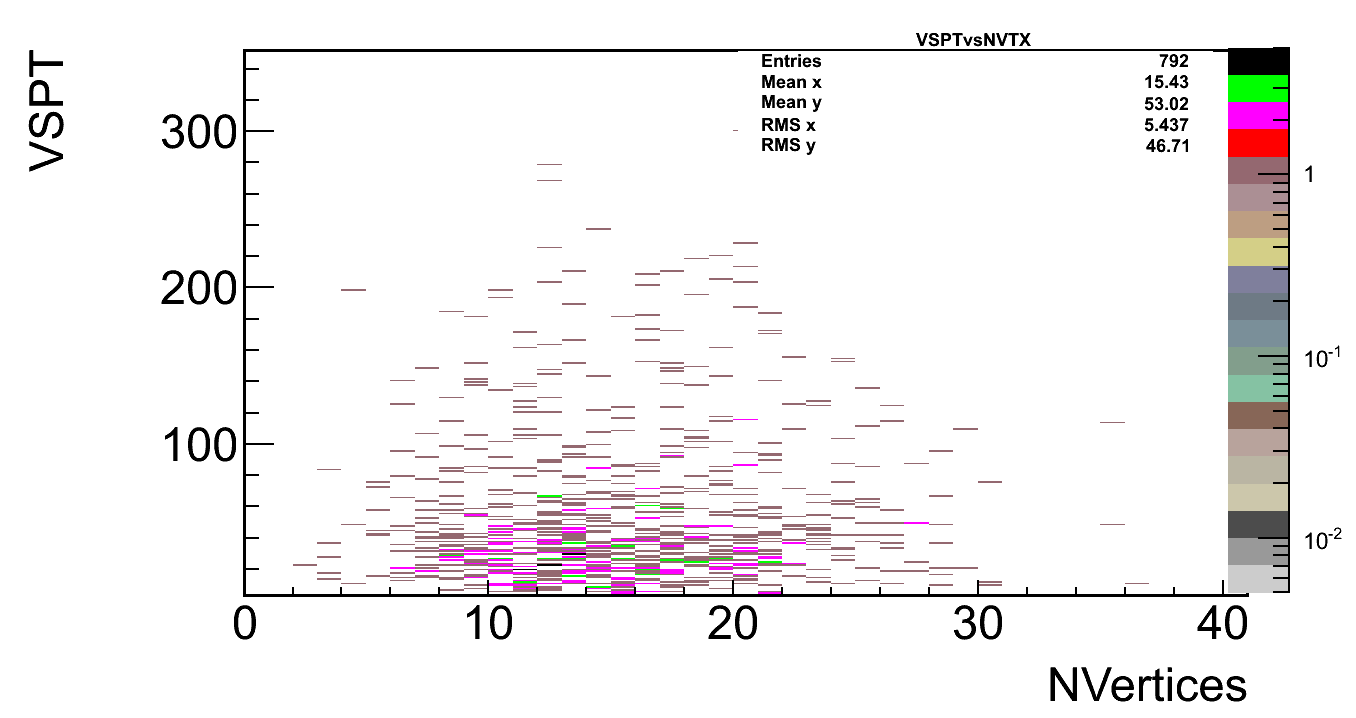 VSPTvsNVTX
Entries 792
Mean x 15.43
Mean y 53.02
RMS x 5.437
RMS y 46.71
VSPT
300
200
100
1
10-1
10-2
0 10 20 30 40
NVertices